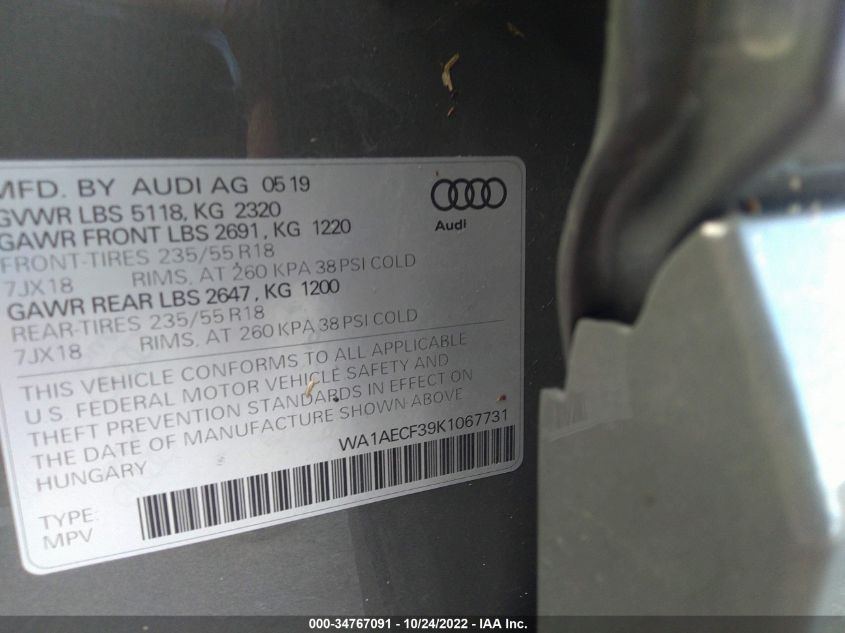 MFD. BY AUDI AG 0519
GVWR LBS 5118, KG 2320
GAWR FRONT LBS 2691, KG 1220
FRONT-TIRES 235/55 R18
7JX18 RIMS, AT 260 KPA 38 PSI COLD
GAWR REAR LBS 2647, KG 1200
REAR-TIRES 235/55 R18
7JX18 RIMS, AT 260 KPA 38 PSI COLD
Audi
THIS VEHICLE CONFORMS TO ALL APPLICABLE
U.S. FEDERAL MOTOR VEHICLE SAFETY AND
THEFT PREVENTION STANDARDS IN EFFECT ON
THE DATE OF MANUFACTURE SHOWN ABOVE
HUNGARY WA1AECF39K1067731
TYPE:
MPV
000-34767091 - 10/24/2022 - IAA Inc.